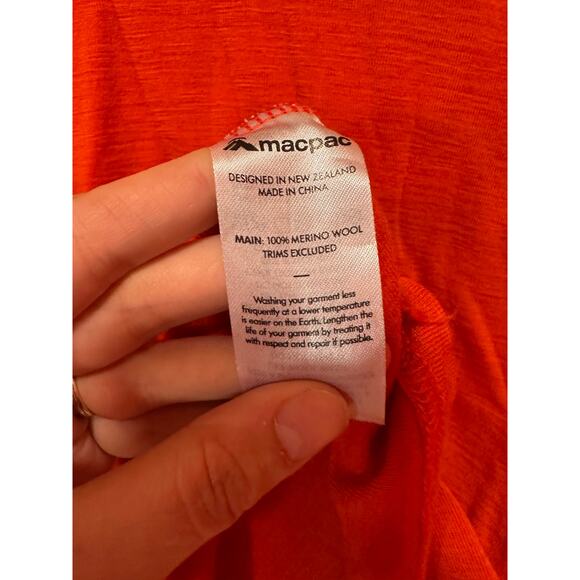 macpac
DESIGNED IN NEW ZEALAND
MADE IN CHINA
MAIN: 100% MERINO WOOL
TRIMS EXCLUDED
—
Washing your garment less
frequently at a lower temperature
is easier on the Earth. Lengthen the
life of your garment by treating it
with respect and repair if possible.